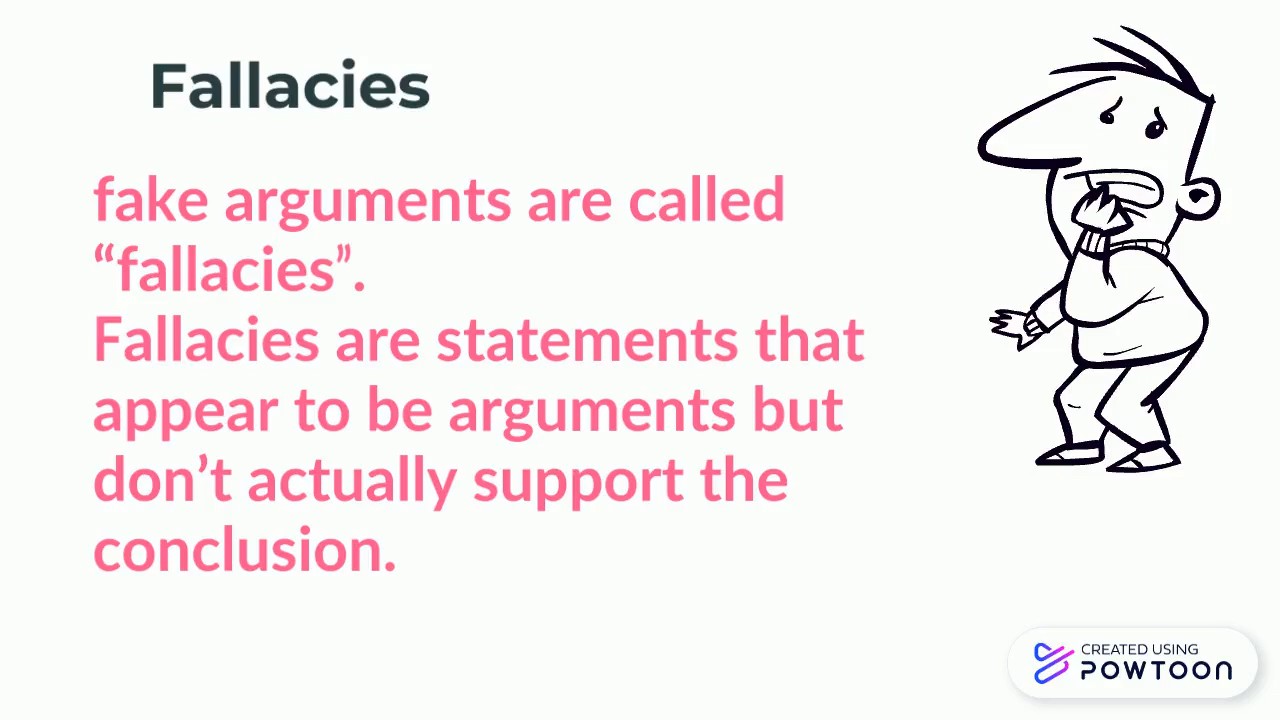 Fallacies
fake arguments are called
“fallacies”.
Fallacies are statements that
appear to be arguments but
don’t actually support the
conclusion.
CREATED USING
POWTOON